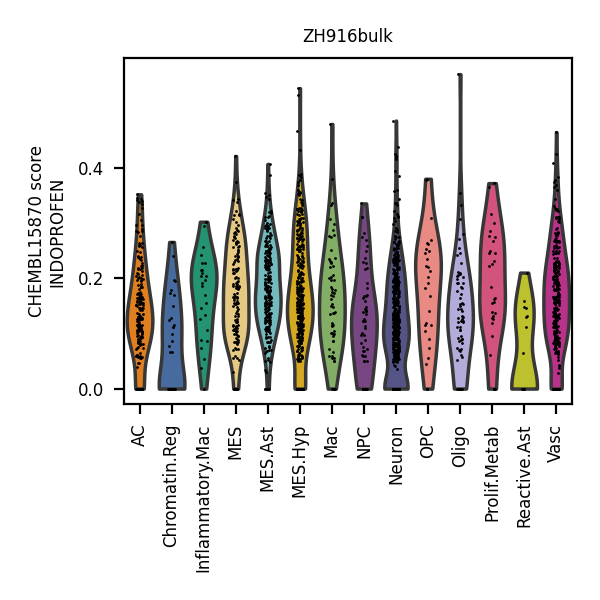 ZH916bulk
CHEMBL15870 score
INDOPROFEN
0.4
0.2
0.0
AC
Chromatin.Reg
Inflammatory.Mac
MES
MES.Ast
MES.Hyp
Mac
NPC
Neuron
OPC
Oligo
Prolif.Metab
Reactive.Ast
Vasc